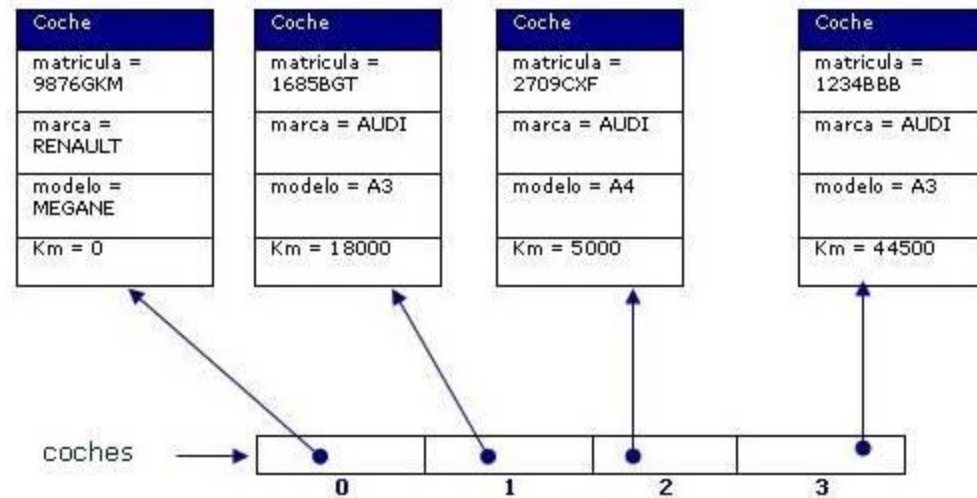 Coche
matricula =
9876GKM
marca =
RENAULT
modelo =
MEGANE
Km = 0
Coche
matricula =
1685BGT
marca = AUDI
modelo = A3
Km = 18000
Coche
matricula =
2709CXF
marca = AUDI
modelo = A4
Km = 5000
Coche
matricula =
1234BBB
marca = AUDI
modelo = A3
Km = 44500
coches
0 1 2 3